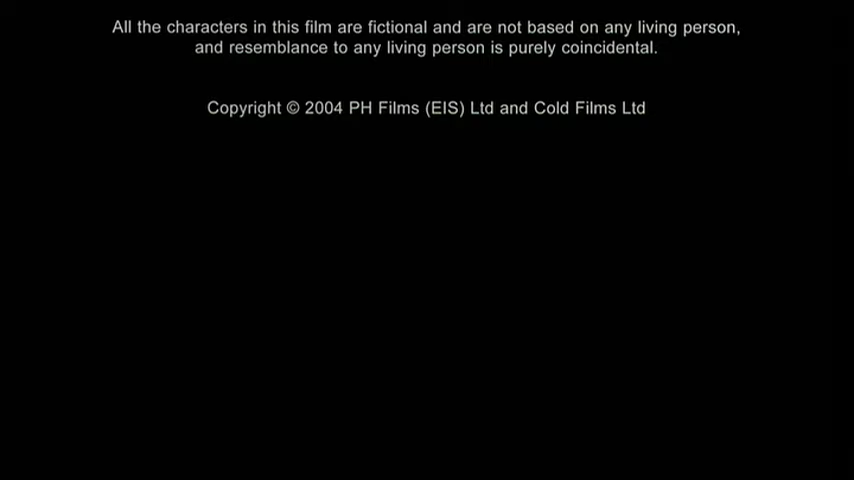 All the characters in this film are fictional and are not based on any living person,
and resemblance to any living person is purely coincidental.
Copyright © 2004 PH Films (EIS) Ltd and Cold Films Ltd